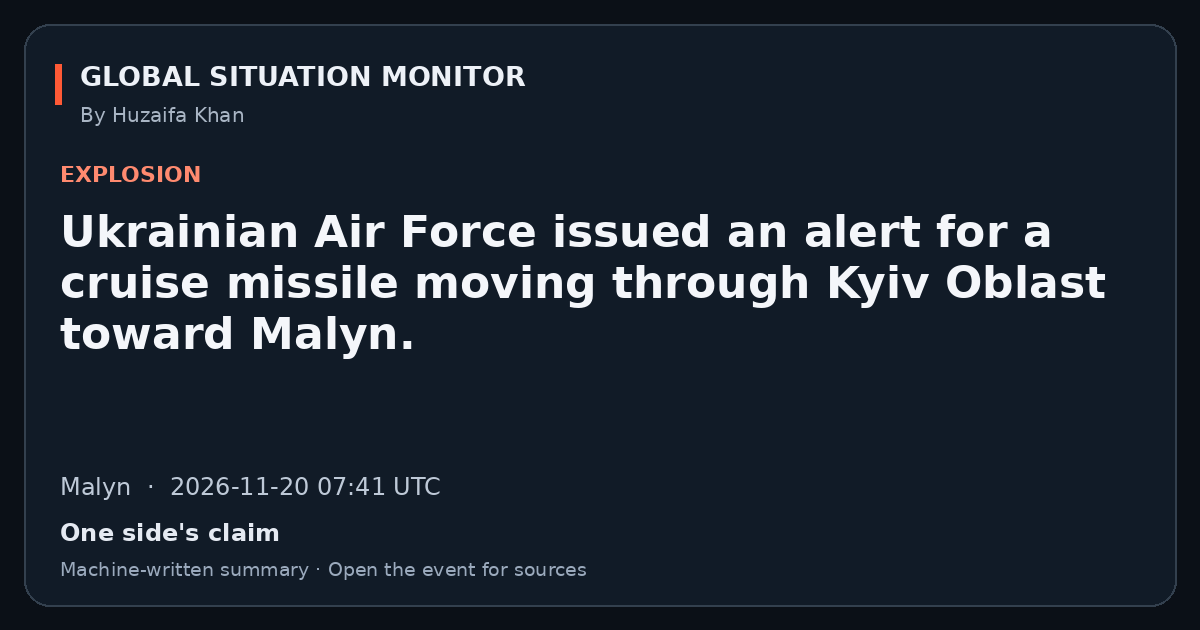 GLOBAL SITUATION MONITOR
By Huzaifa Khan
EXPLOSION
Ukrainian Air Force issued an alert for a
cruise missile moving through Kyiv Oblast
toward Malyn.
Malyn · 2026-11-20 07:41 UTC
One side's claim
Machine-written summary · Open the event for sources